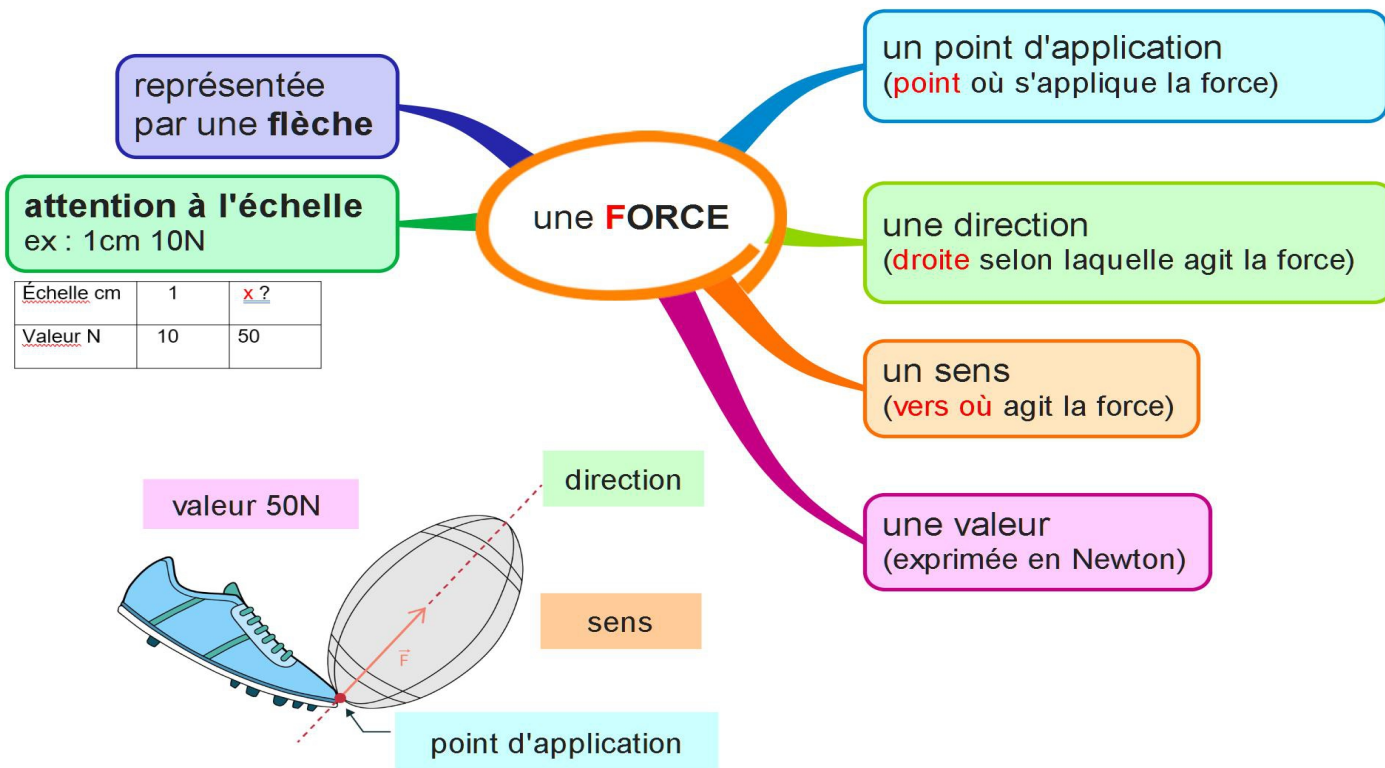 représentée
par une flèche
attention à l'échelle
ex : 1cm 10N
Échelle cm 1 x ?
Valeur N 10 50
une FORCE
un point d'application
(point où s'applique la force)
une direction
(droite selon laquelle agit la force)
un sens
(vers où agit la force)
une valeur
(exprimée en Newton)
valeur 50N
direction
sens
F
point d'application